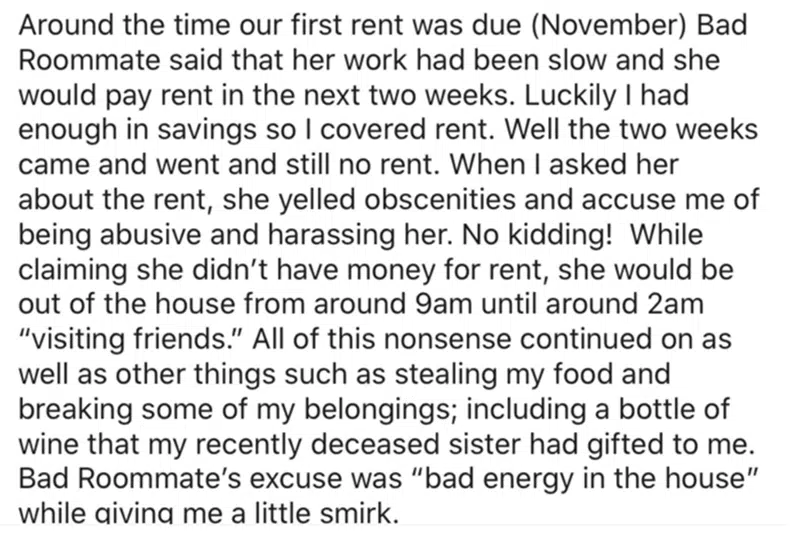 Around the time our first rent was due (November) Bad
Roommate said that her work had been slow and she
would pay rent in the next two weeks. Luckily I had
enough in savings so I covered rent. Well the two weeks
came and went and still no rent. When I asked her
about the rent, she yelled obscenities and accuse me of
being abusive and harassing her. No kidding!  While
claiming she didn’t have money for rent, she would be
out of the house from around 9am until around 2am
“visiting friends.” All of this nonsense continued on as
well as other things such as stealing my food and
breaking some of my belongings; including a bottle of
wine that my recently deceased sister had gifted to me.
Bad Roommate’s excuse was “bad energy in the house”
while giving me a little smirk.